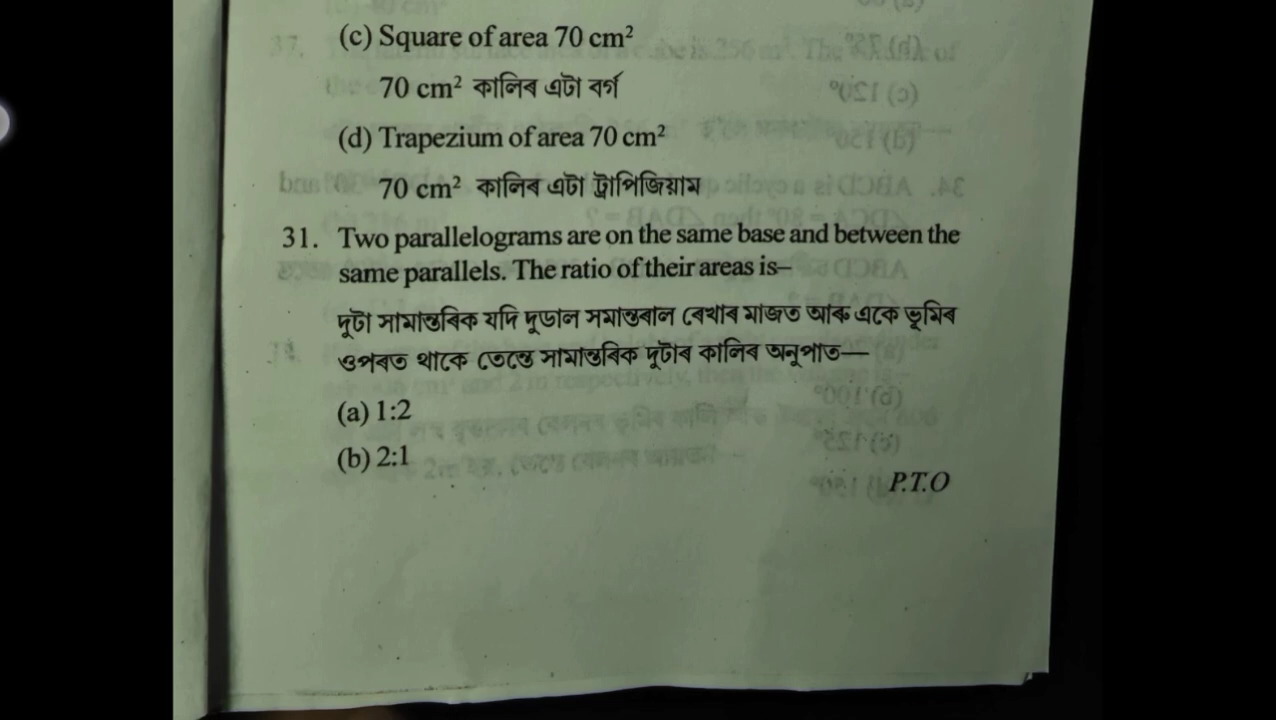 (c) Square of area 70 cm²
70 cm² কালিৰ এটা বৰ্গ
(d) Trapezium of area 70 cm²
70 cm² কালিৰ এটা ট্ৰাপিজিয়াম
31. Two parallelograms are on the same base and between the
same parallels. The ratio of their areas is–
দুটা সামান্তৰিক যদি দুডাল সমান্তৰাল ৰেখাৰ মাজত আৰু একে ভূমিৰ
ওপৰত থাকে তেন্তে সামান্তৰিক দুটাৰ কালিৰ অনুপাত—
(a) 1:2
(b) 2:1
P.T.O